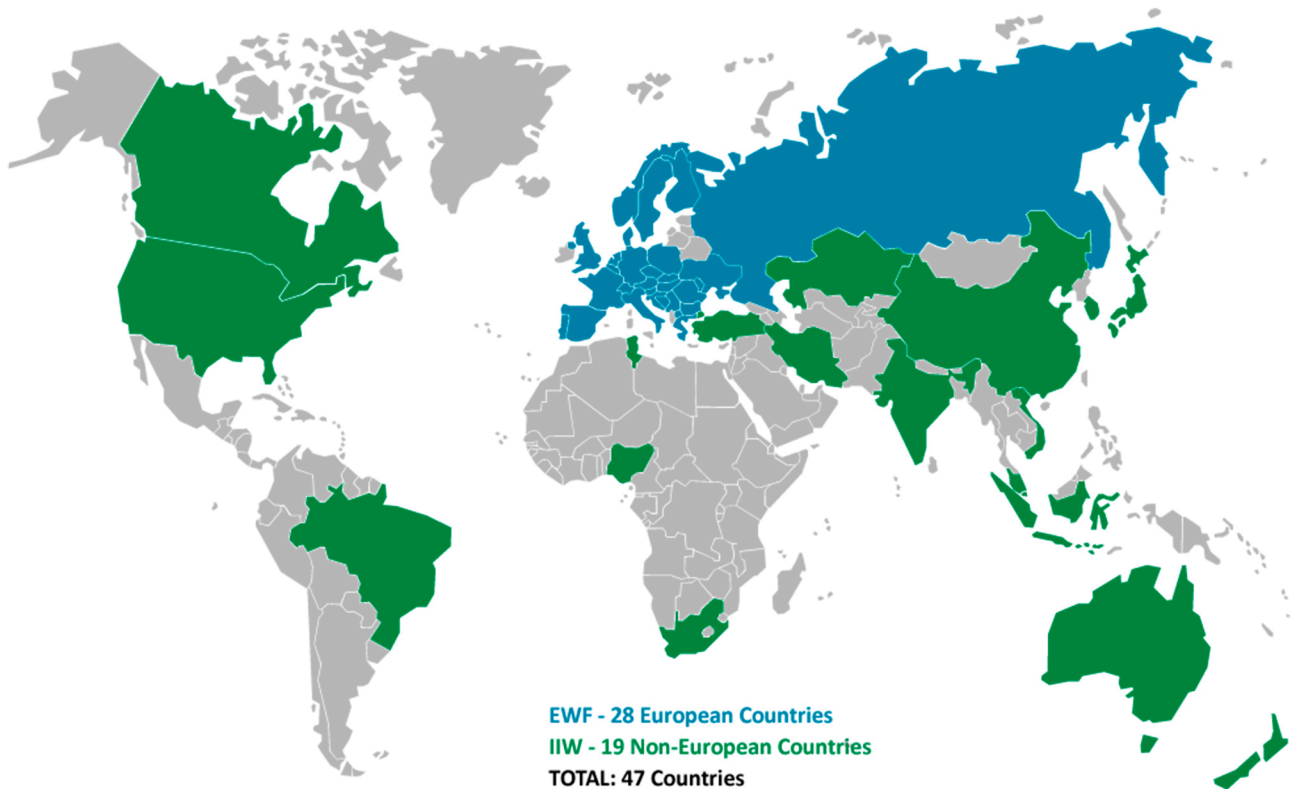 EWF - 28 European Countries
IIW - 19 Non-European Countries
TOTAL: 47 Countries